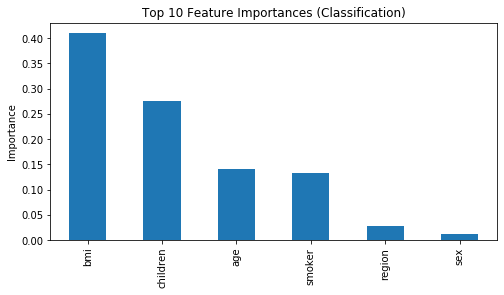 Top 10 Feature Importances (Classification)
Importance
0.40
0.35
0.30
0.25
0.20
0.15
0.10
0.05
0.00
bmi
children
age
smoker
region
sex